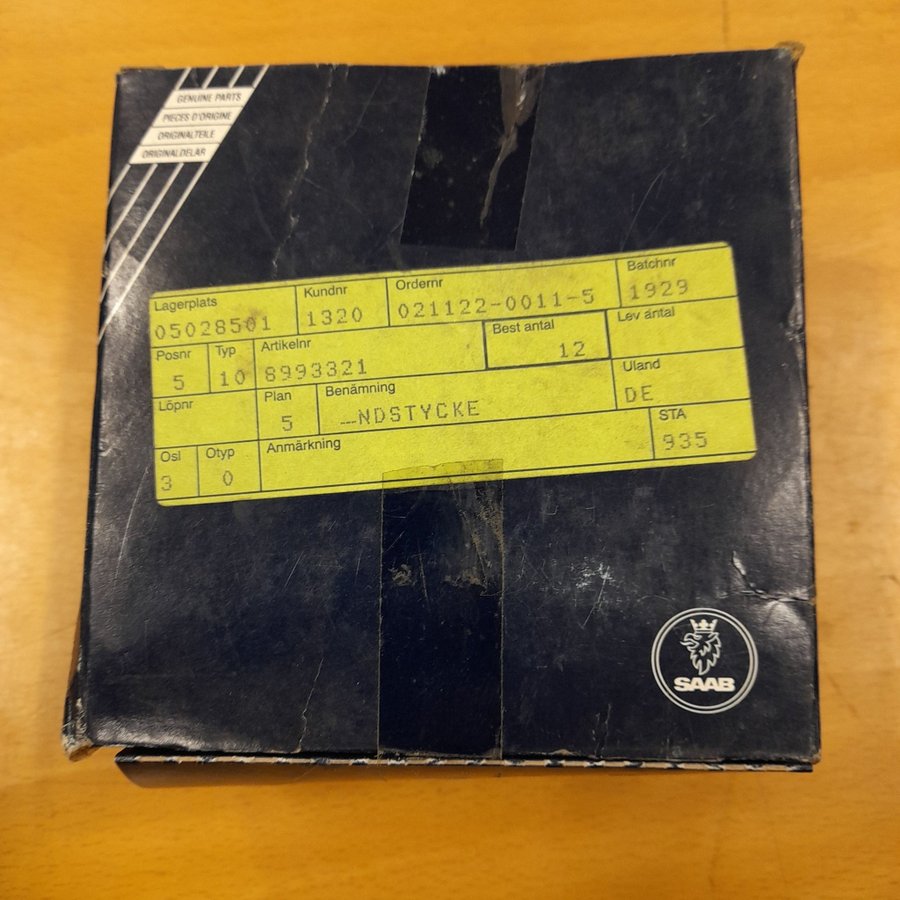 GENUINE PARTS
PIECES D'ORIGINE
ORIGINALTEILE
ORIGINALDELAR
Lagerplats Kundnr Ordernr Batchnr
05028501 1320 021122-0011-5 1929
Posnr Typ Artikelnr Best antal Lev antal
5 10 8993321 12
Löpnr Plan Benämning Uland
5 NDSTYCKE DE
Osl Otyp Anmärkning STA
3 0 935
SAAB